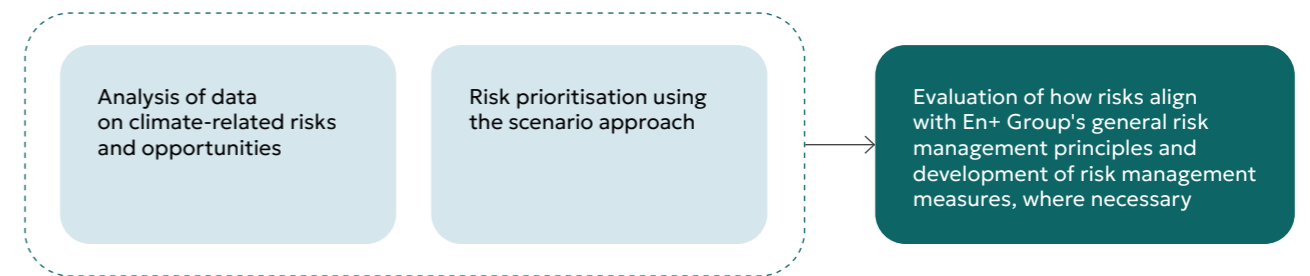 Analysis of data
on climate-related risks
and opportunities
Risk prioritisation using
the scenario approach
Evaluation of how risks align
with En+ Group's general risk
management principles and
development of risk management
measures, where necessary